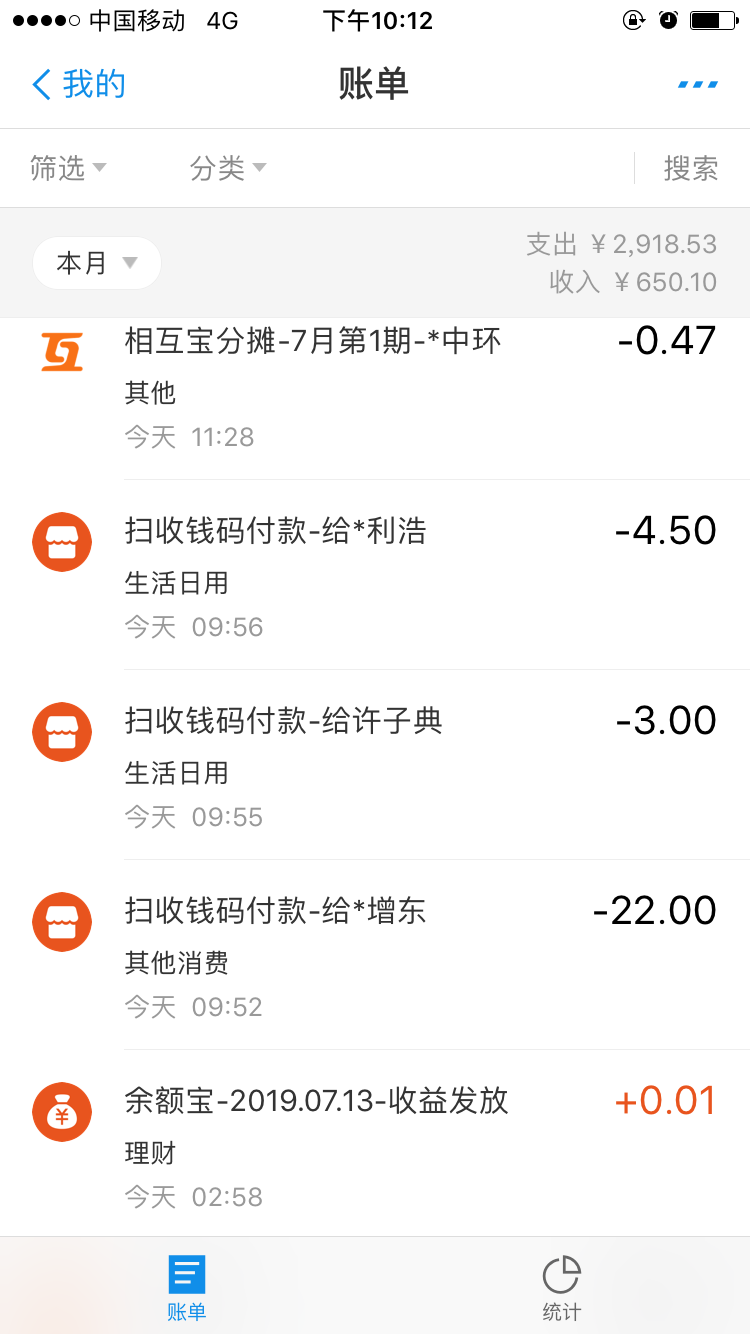 中国移动 4G 下午10:12
我的 账单
筛选 分类 搜索
本月
支出 ¥2,918.53
收入 ¥650.10
相互宝分摊-7月第1期-*中环 -0.47
其他
今天 11:28
扫收钱码付款-给*利浩 -4.50
生活日用
今天 09:56
扫收钱码付款-给许子典 -3.00
生活日用
今天 09:55
扫收钱码付款-给*增东 -22.00
其他消费
今天 09:52
余额宝-2019.07.13-收益发放 +0.01
理财
今天 02:58
账单 统计